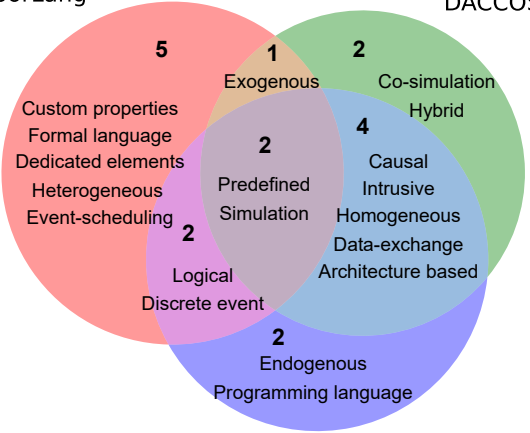 5
1
2
Exogenous
Co-simulation
Hybrid
Custom properties
Formal language
Dedicated elements
Heterogeneous
Event-scheduling
2
Predefined
Simulation
4
Causal
Intrusive
Homogeneous
Data-exchange
Architecture based
2
Logical
Discrete event
2
Endogenous
Programming language